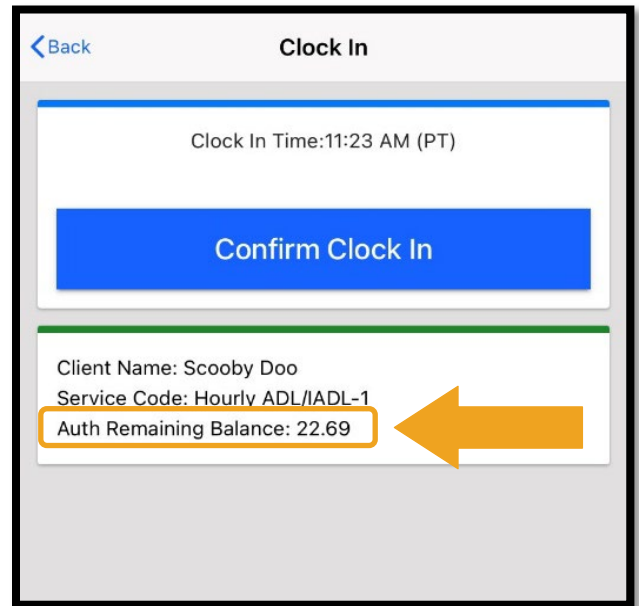 Back
Clock In
Clock In Time:11:23 AM (PT)
Confirm Clock In
Client Name: Scooby Doo
Service Code: Hourly ADL/IADL-1
Auth Remaining Balance: 22.69